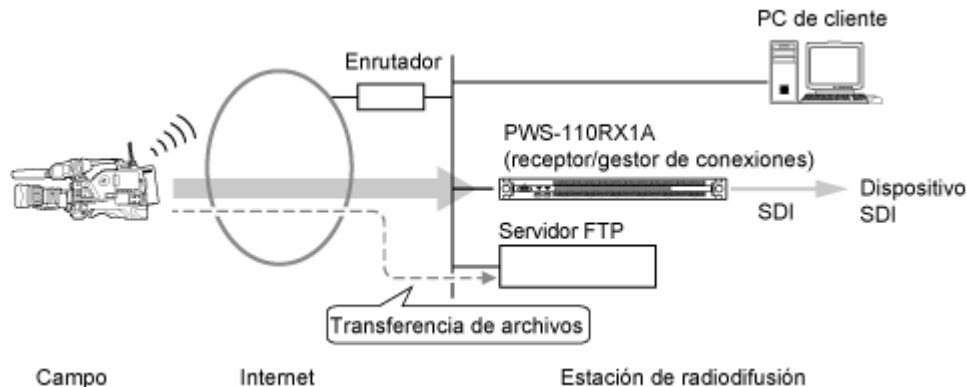 PC de cliente
Enrutador
PWS-110RX1A
(receptor/gestor de conexiones)
SDI
Dispositivo
SDI
Servidor FTP
Transferencia de archivos
Campo
Internet
Estación de radiodifusión